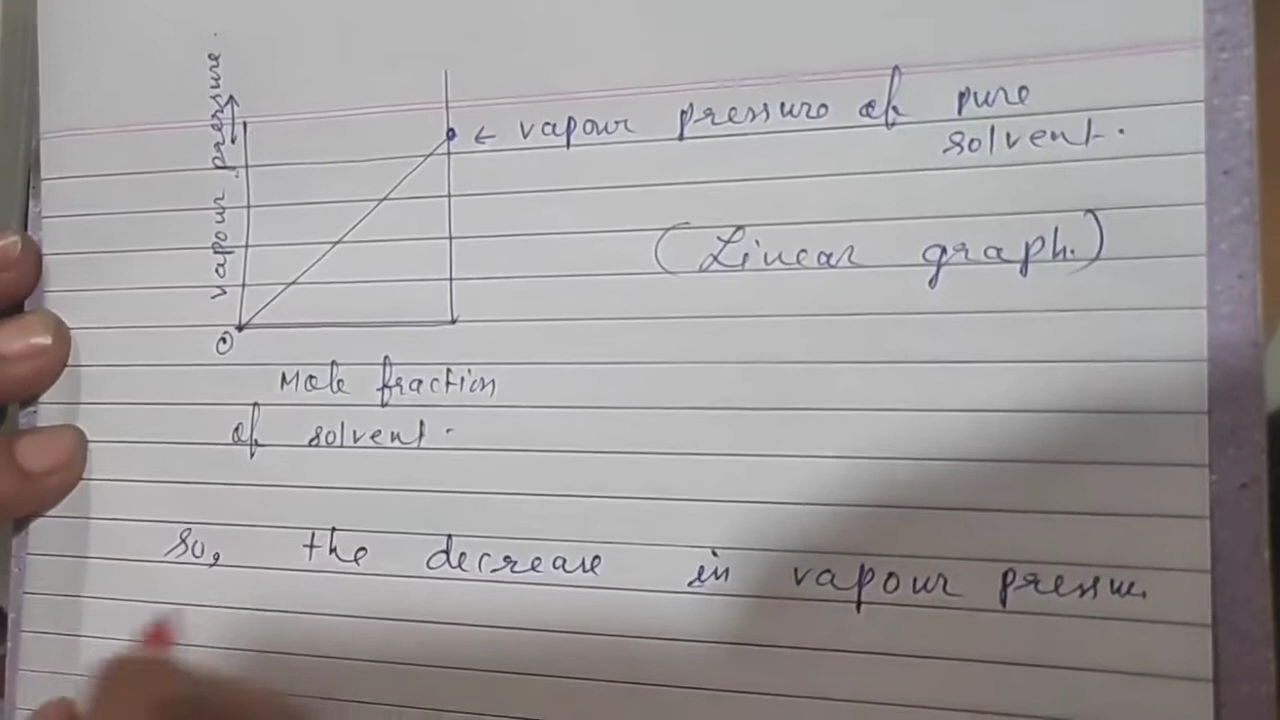 vapour pressure.
← vapour pressure of pure
solvent.
(Linear graph.)
O
Mole fraction
of solvent.
so, the decrease in vapour pressure